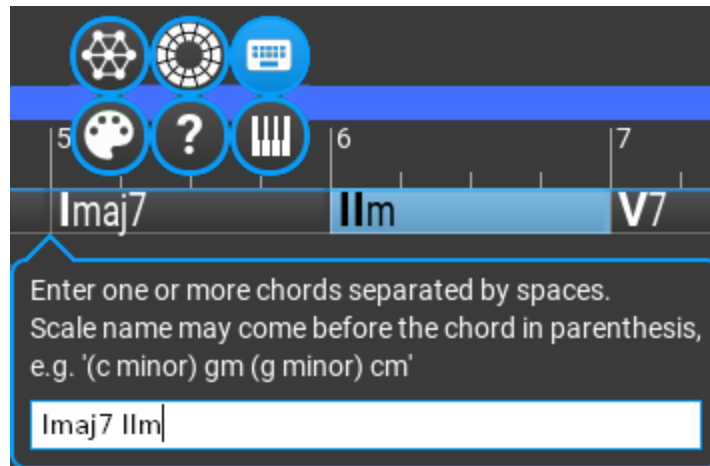 ?
5 6 7
Imaj7 IIm V7
Enter one or more chords separated by spaces.
Scale name may come before the chord in parenthesis,
e.g. '(c minor) gm (g minor) cm'
Imaj7 IIm